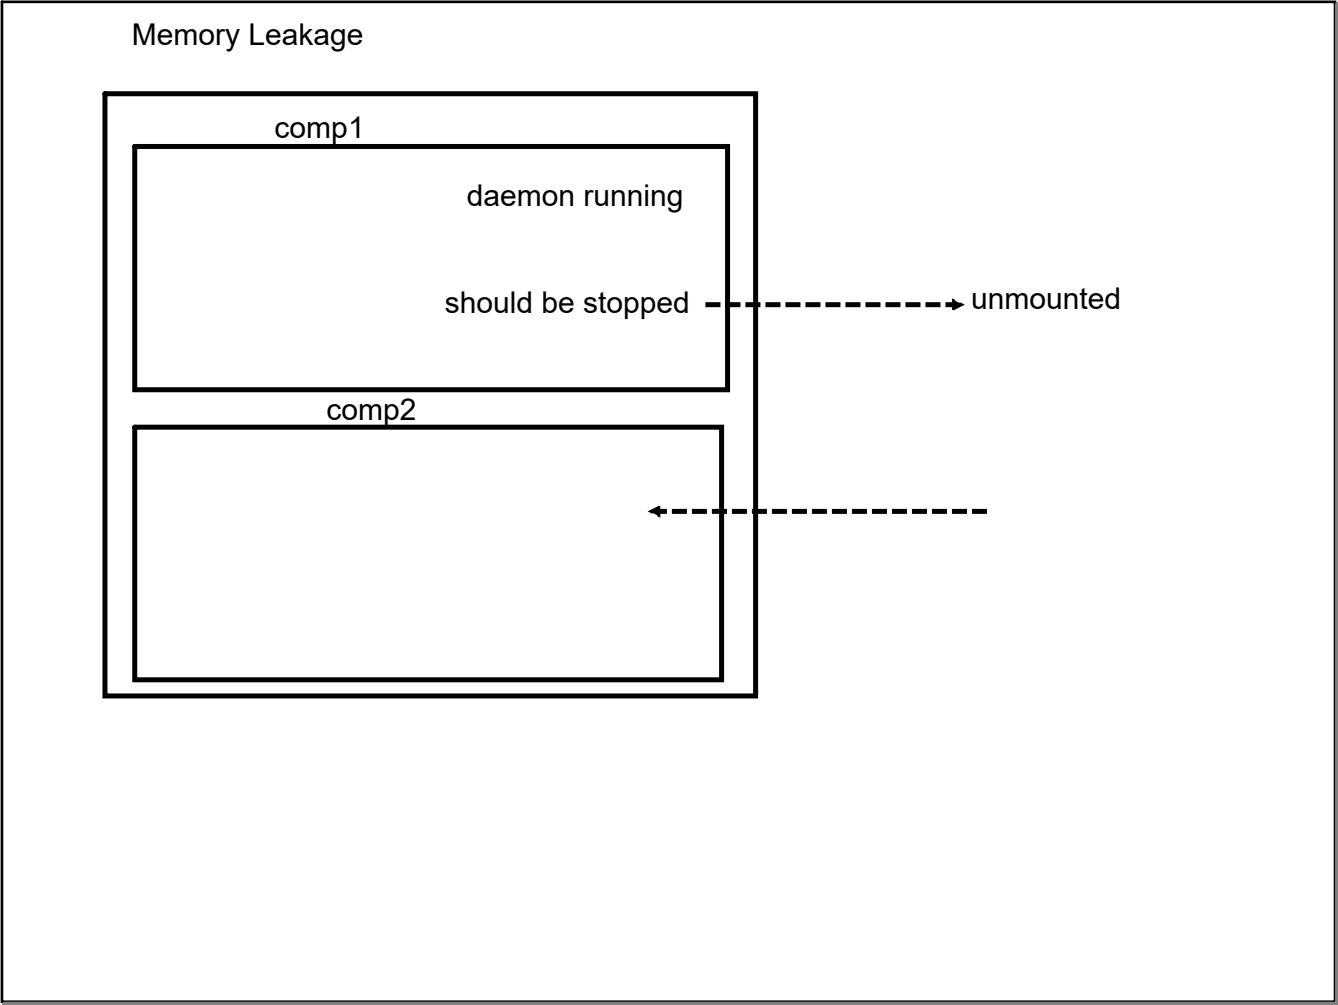 Memory Leakage
comp1
daemon running
should be stopped
unmounted
comp2